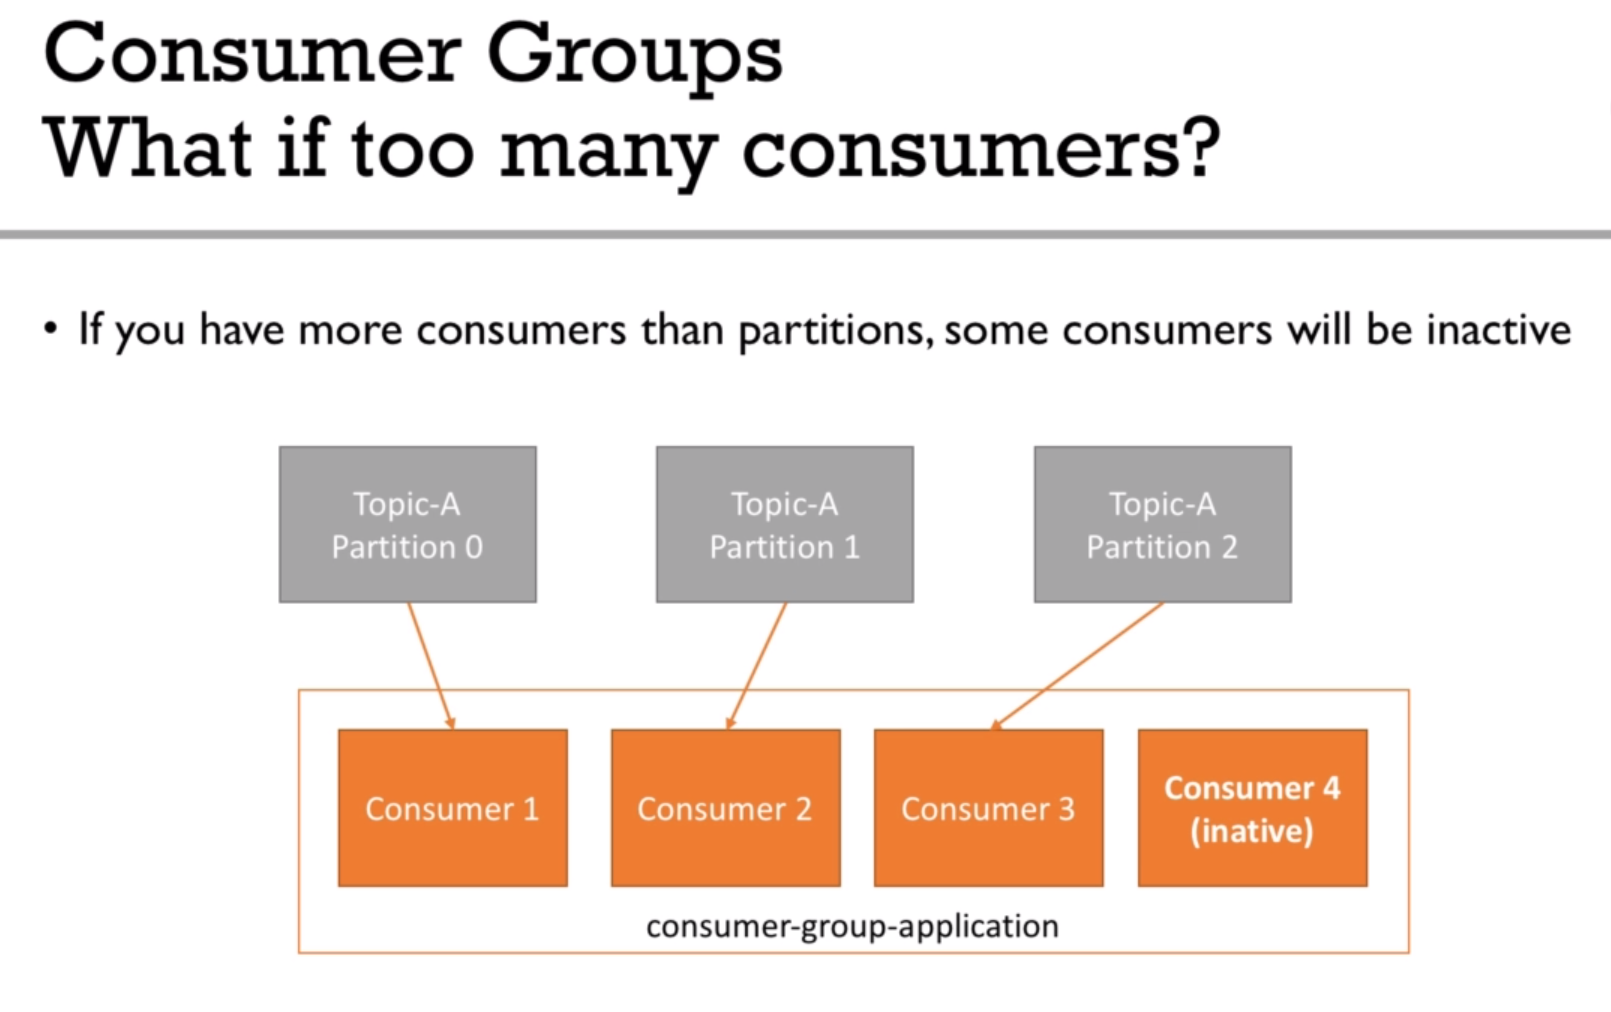 Consumer Groups
What if too many consumers?
• If you have more consumers than partitions, some consumers will be inactive
Topic-A
Partition 0
Topic-A
Partition 1
Topic-A
Partition 2
Consumer 1
Consumer 2
Consumer 3
Consumer 4
(inative)
consumer-group-application